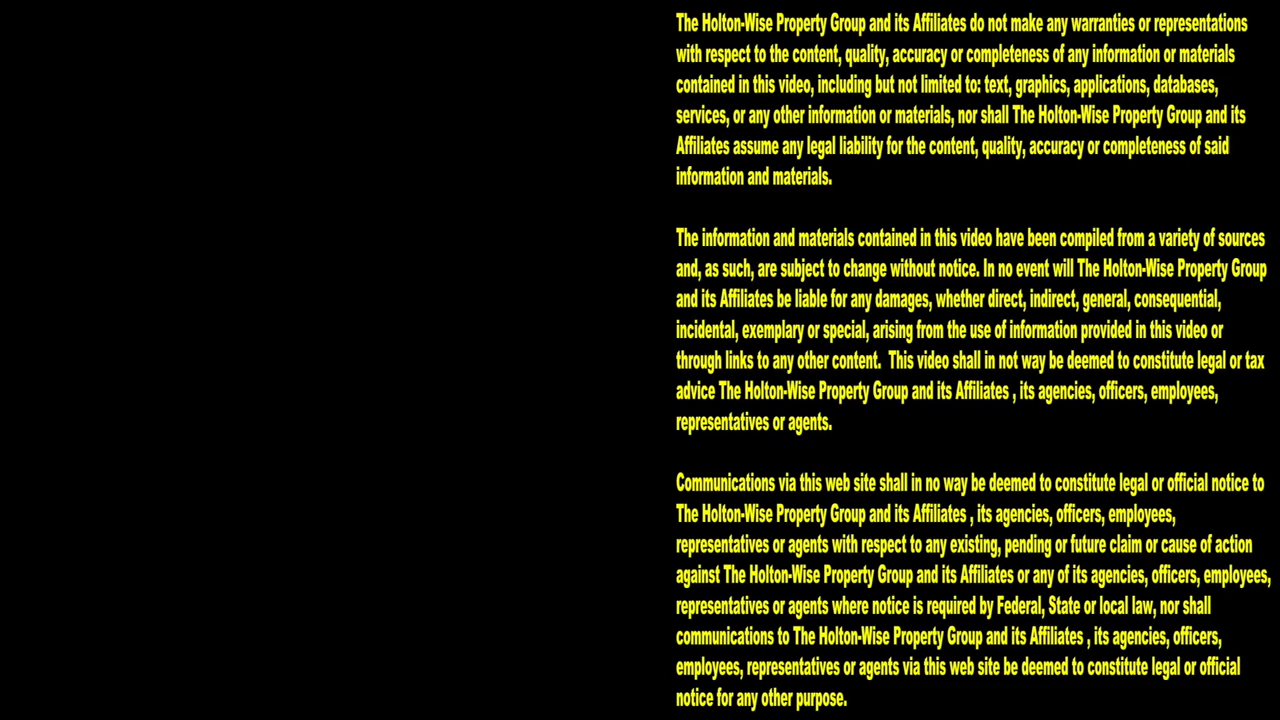 The Holton-Wise Property Group and its Affiliates do not make any warranties or representations
with respect to the content, quality, accuracy or completeness of any information or materials
contained in this video, including but not limited to: text, graphics, applications, databases,
services, or any other information or materials, nor shall The Holton-Wise Property Group and its
Affiliates assume any legal liability for the content, quality, accuracy or completeness of said
information and materials.
The information and materials contained in this video have been compiled from a variety of sources
and, as such, are subject to change without notice. In no event will The Holton-Wise Property Group
and its Affiliates be liable for any damages, whether direct, indirect, general, consequential,
incidental, exemplary or special, arising from the use of information provided in this video or
through links to any other content.  This video shall in not way be deemed to constitute legal or tax
advice The Holton-Wise Property Group and its Affiliates , its agencies, officers, employees,
representatives or agents.
Communications via this web site shall in no way be deemed to constitute legal or official notice to
The Holton-Wise Property Group and its Affiliates , its agencies, officers, employees,
representatives or agents with respect to any existing, pending or future claim or cause of action
against The Holton-Wise Property Group and its Affiliates or any of its agencies, officers, employees,
representatives or agents where notice is required by Federal, State or local law, nor shall
communications to The Holton-Wise Property Group and its Affiliates , its agencies, officers,
employees, representatives or agents via this web site be deemed to constitute legal or official
notice for any other purpose.